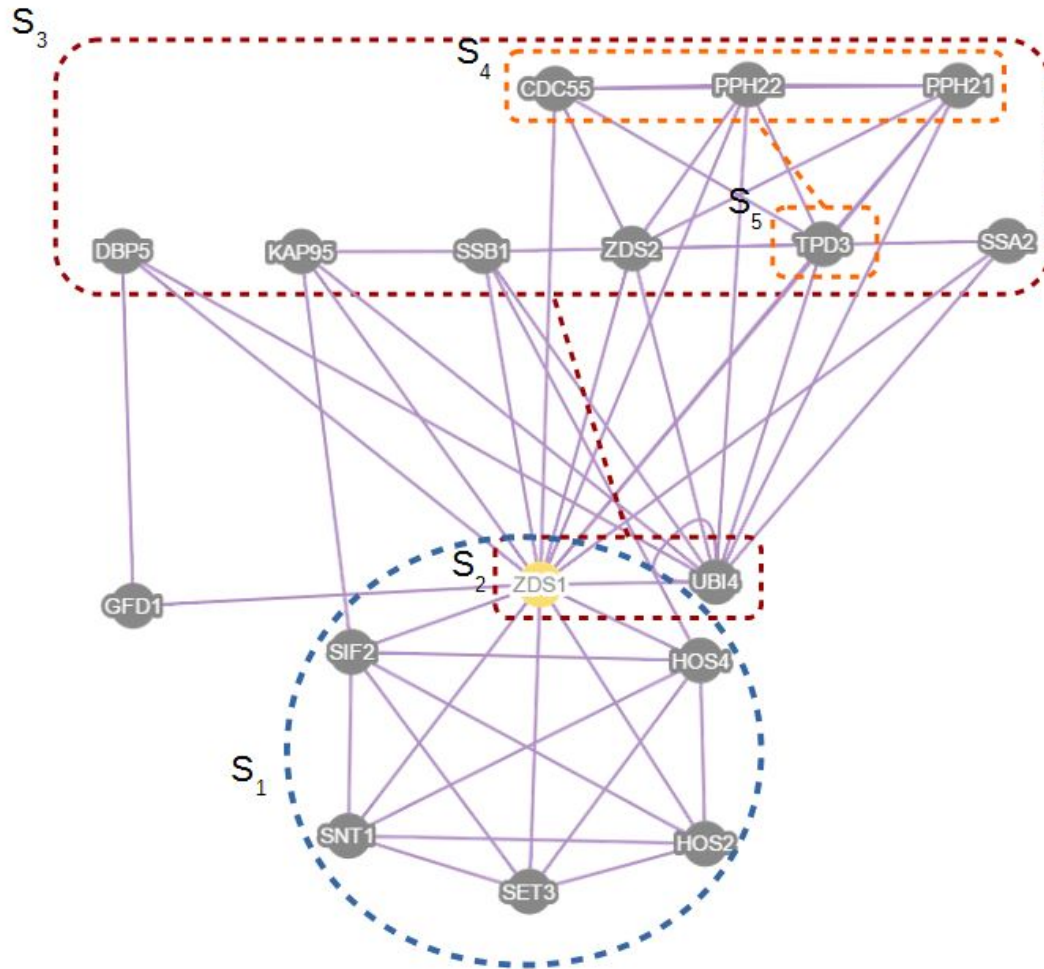 S3
S4
CDC55 PPH22 PPH21
S5
DBP5 KAP95 SSB1 ZDS2 TPD3 SSA2
S2
ZDS1 UBI4
GFD1
SIF2 HOS4
S1
SNT1 HOS2
SET3